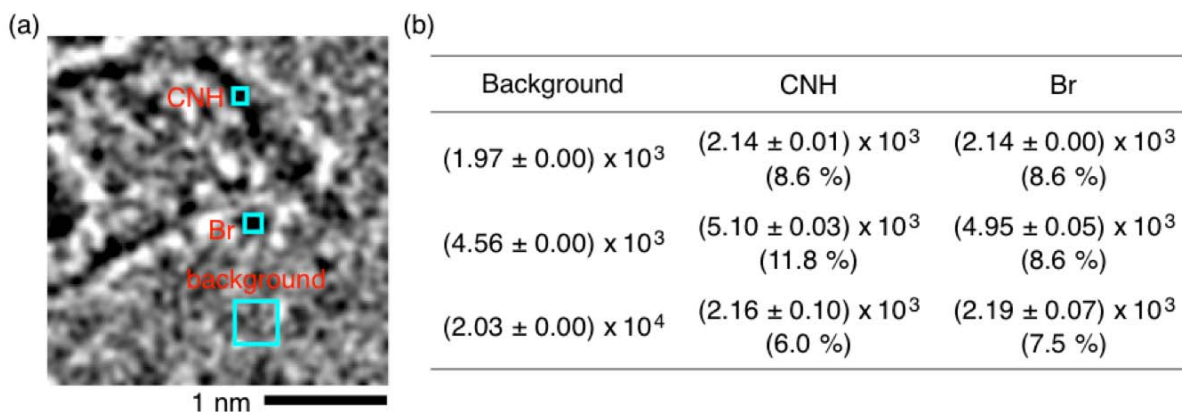 (a)
CNH
Br
background
1 nm
(b)
Background CNH Br
(1.97 ± 0.00) x 10³ (2.14 ± 0.01) x 10³ (2.14 ± 0.00) x 10³
(8.6 %) (8.6 %)
(4.56 ± 0.00) x 10³ (5.10 ± 0.03) x 10³ (4.95 ± 0.05) x 10³
(11.8 %) (8.6 %)
(2.03 ± 0.00) x 10⁴ (2.16 ± 0.10) x 10³ (2.19 ± 0.07) x 10³
(6.0 %) (7.5 %)